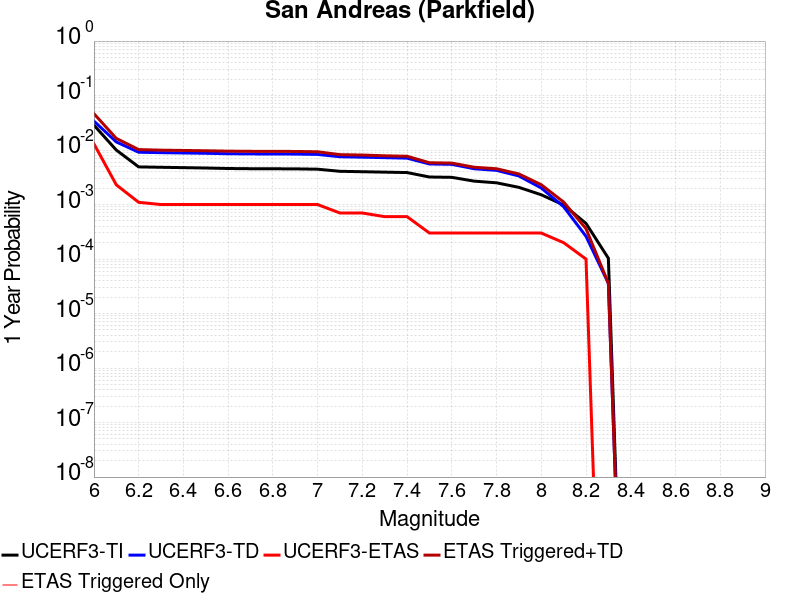 San Andreas (Parkfield)
10^0
10^-1
10^-2
10^-3
10^-4
10^-5
10^-6
10^-7
10^-8
1 Year Probability
6 6.2 6.4 6.6 6.8 7 7.2 7.4 7.6 7.8 8 8.2 8.4 8.6 8.8 9
Magnitude
UCERF3-TI UCERF3-TD UCERF3-ETAS ETAS Triggered+TD
ETAS Triggered Only